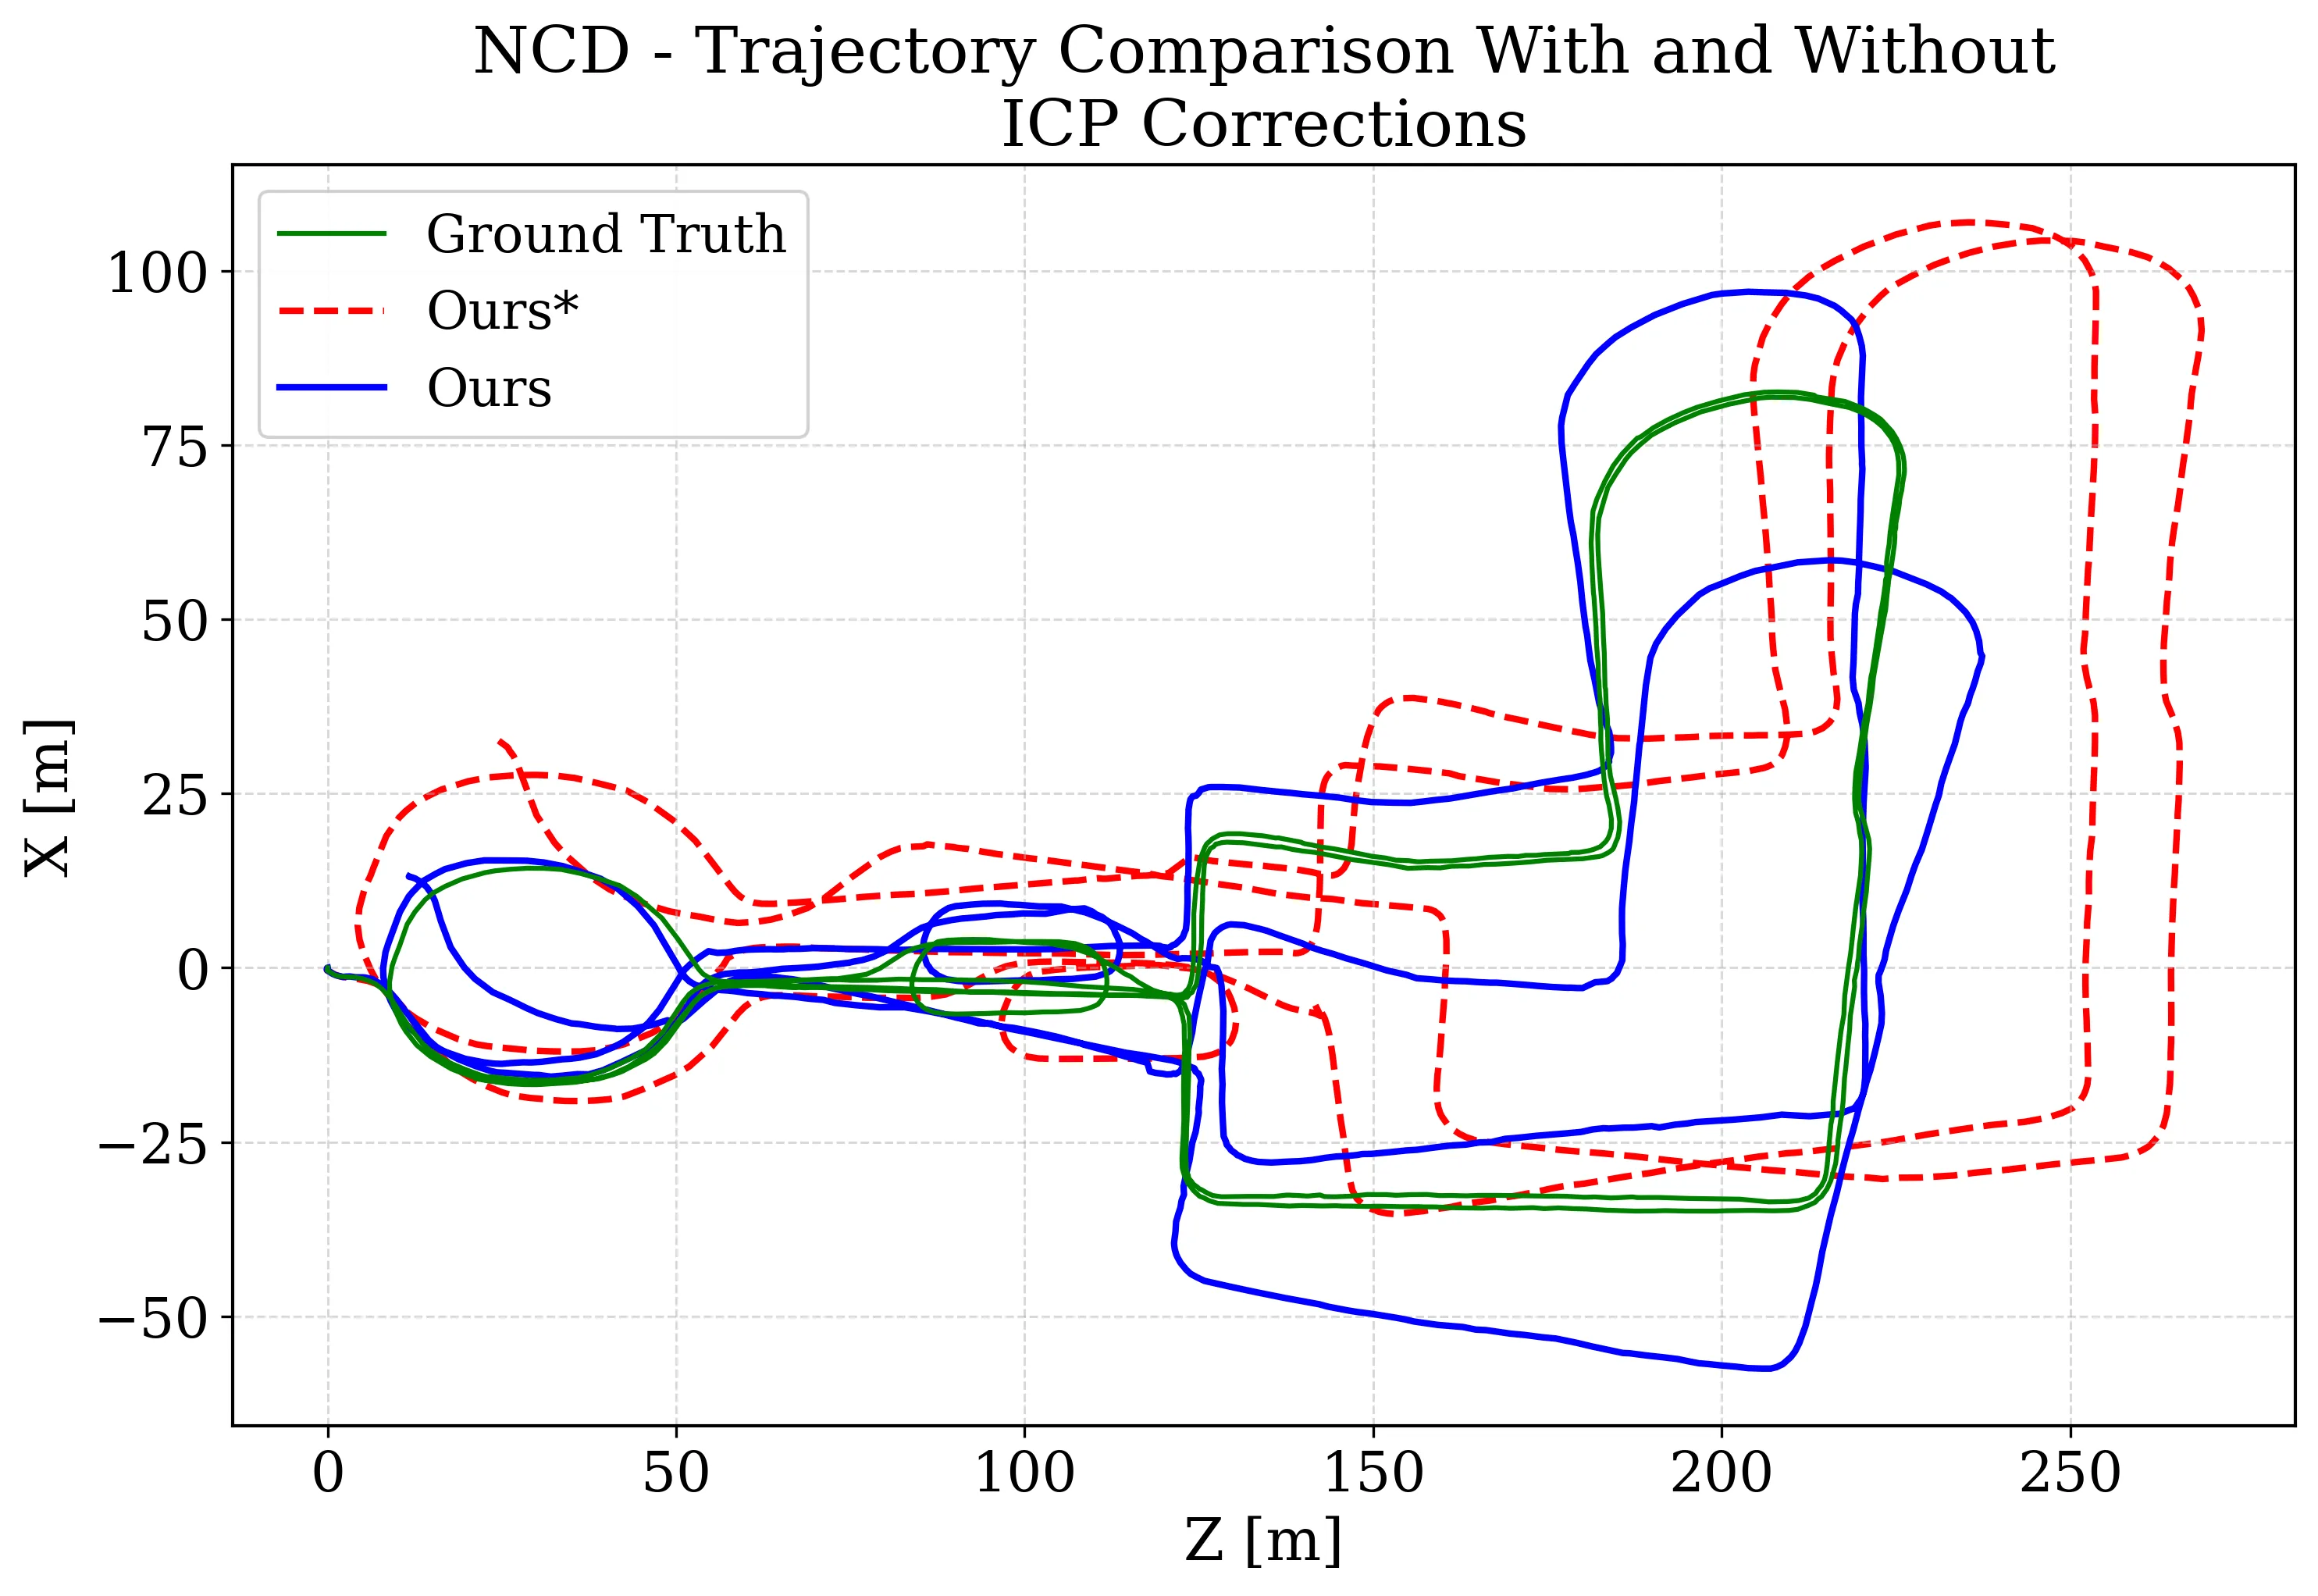 NCD - Trajectory Comparison With and Without
ICP Corrections
Ground Truth
Ours*
Ours
100
75
50
25
0
−25
−50
X [m]
0
50
100
150
200
250
Z [m]